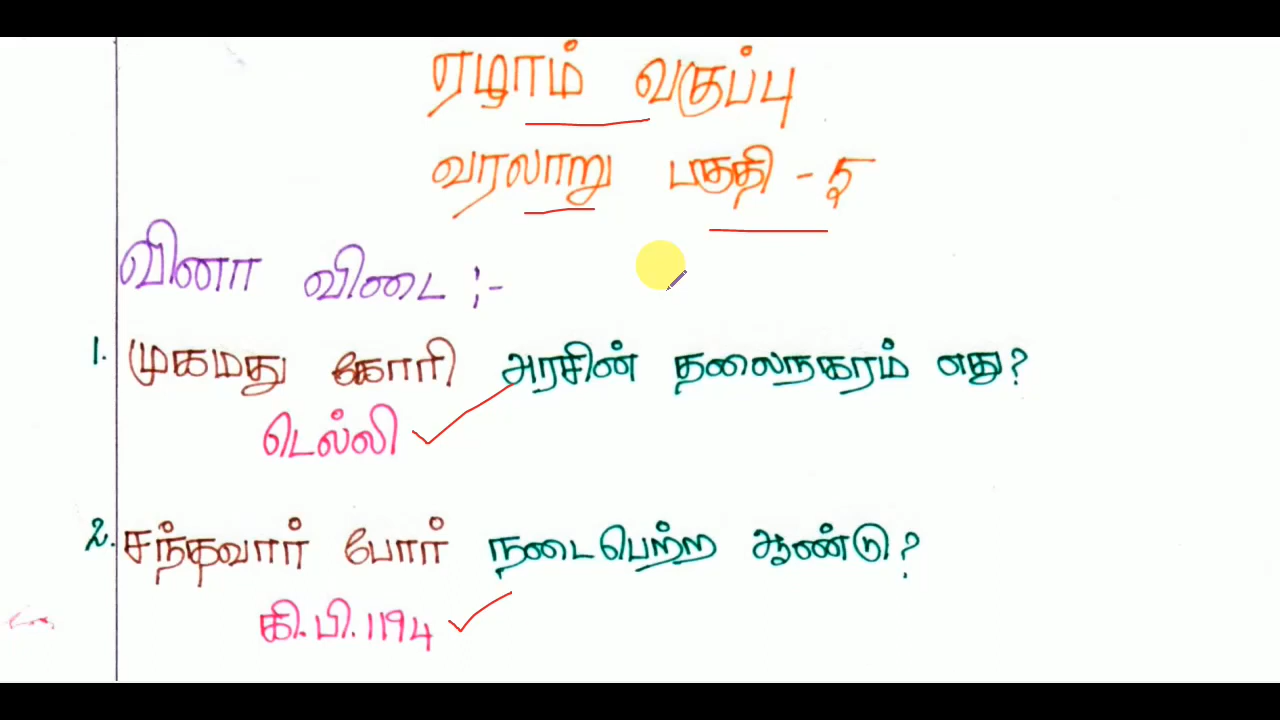 ஏழாம் வகுப்பு
வரலாறு பகுதி - 5
வினா விடை :-
1. முகமது கோரி அரசின் தலைநகரம் எது?
டெல்லி
2. சந்தவார் போர் நடைபெற்ற ஆண்டு?
கி.பி. 1194